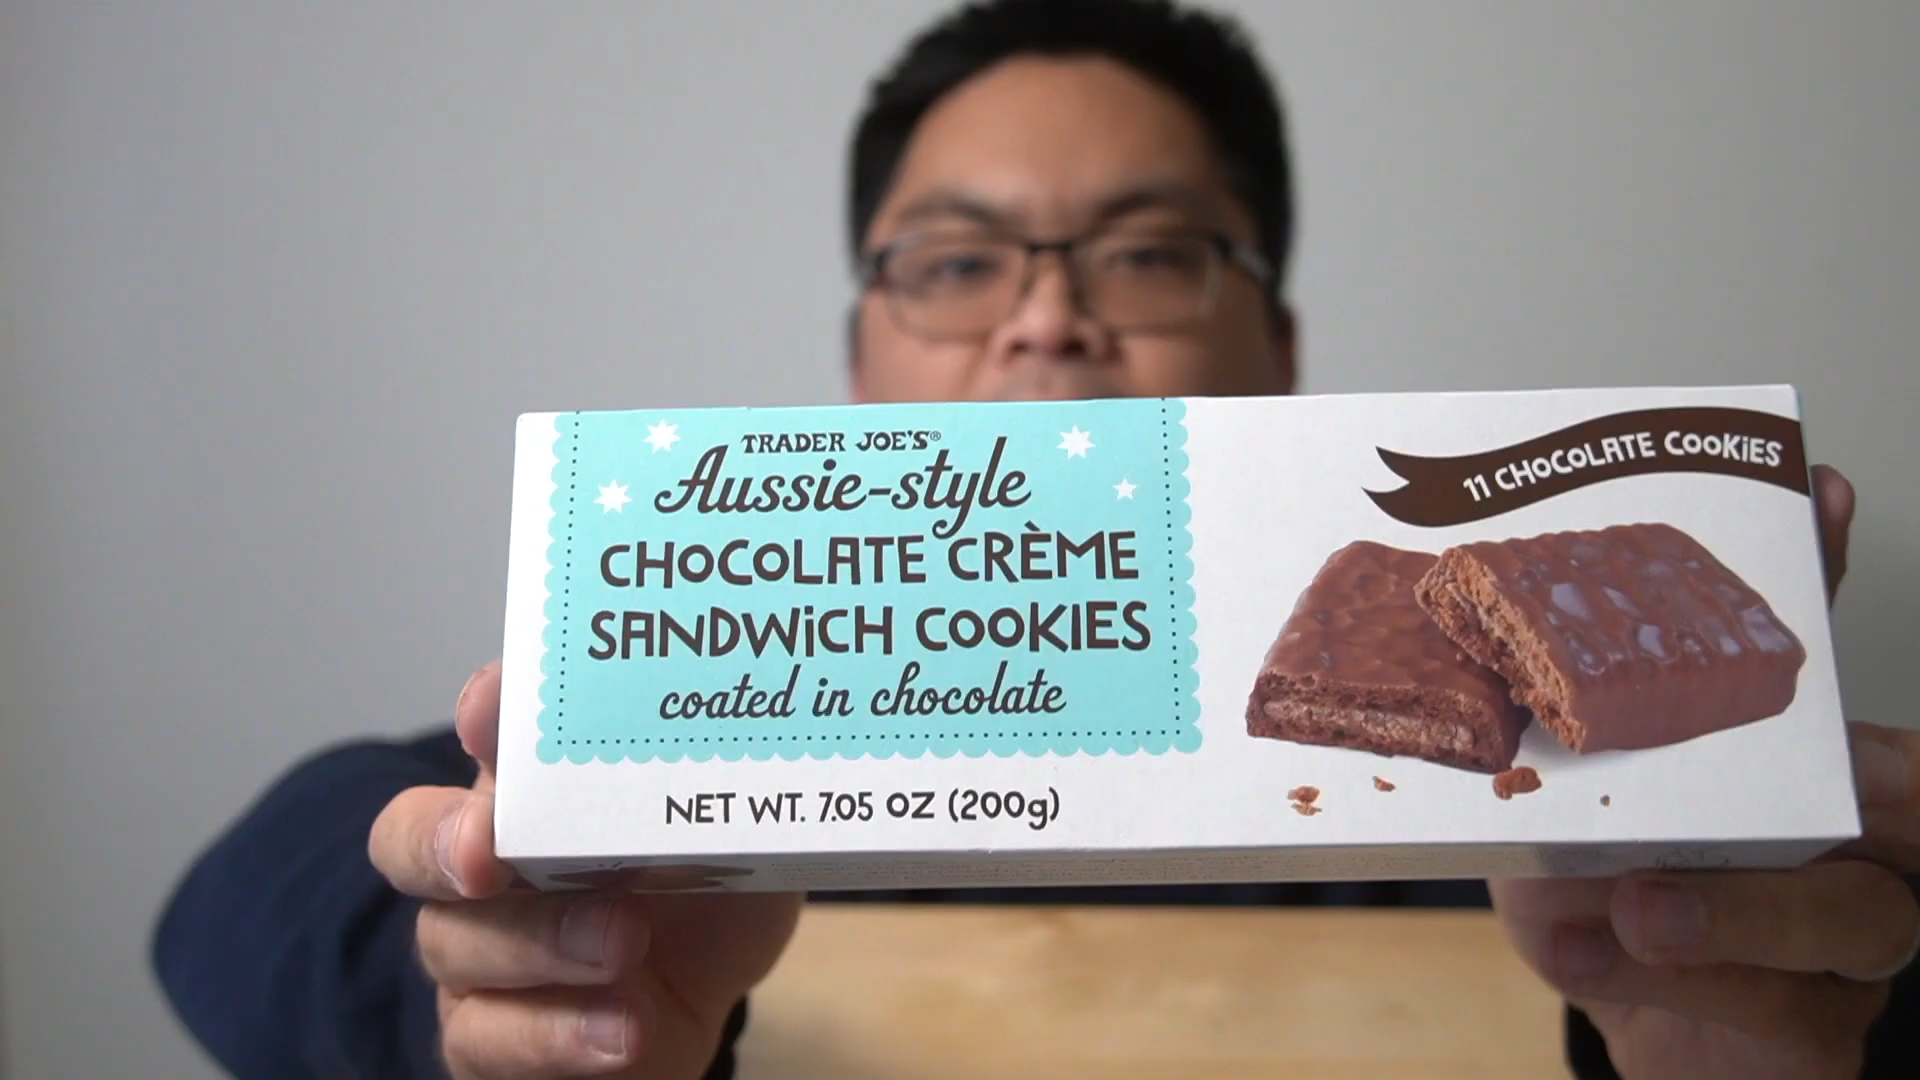 TRADER JOE'S®
Aussie-style
CHOCOLATE CRÈME
SANDWICH COOKIES
coated in chocolate
NET WT. 7.05 OZ (200g)
11 CHOCOLATE COOKIES